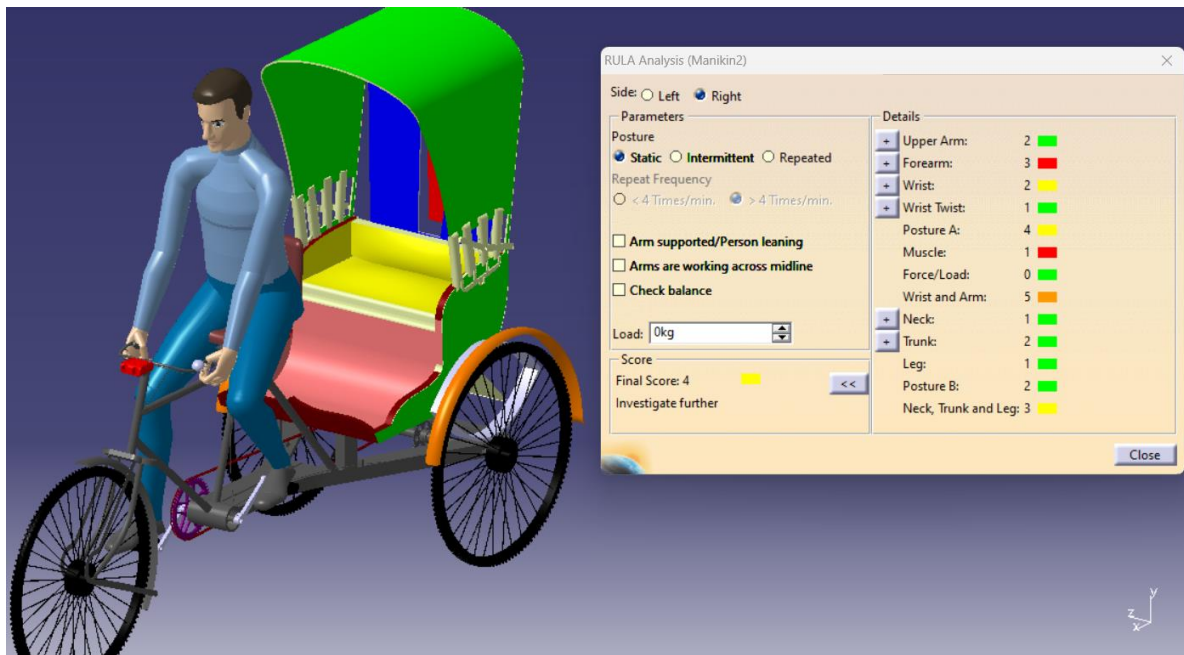 RULA Analysis (Manikin2)
Side: Left Right
Parameters
Posture
Static Intermittent Repeated
Repeat Frequency
< 4 Times/min. > 4 Times/min.
Arm supported/Person leaning
Arms are working across midline
Check balance
Load: 0kg
Score
Final Score: 4
<<
Investigate further
Details
+ Upper Arm: 2
+ Forearm: 3
+ Wrist: 2
+ Wrist Twist: 1
Posture A: 4
Muscle: 1
Force/Load: 0
Wrist and Arm: 5
+ Neck: 1
+ Trunk: 2
Leg: 1
Posture B: 2
Neck, Trunk and Leg: 3
Close
y
z
x